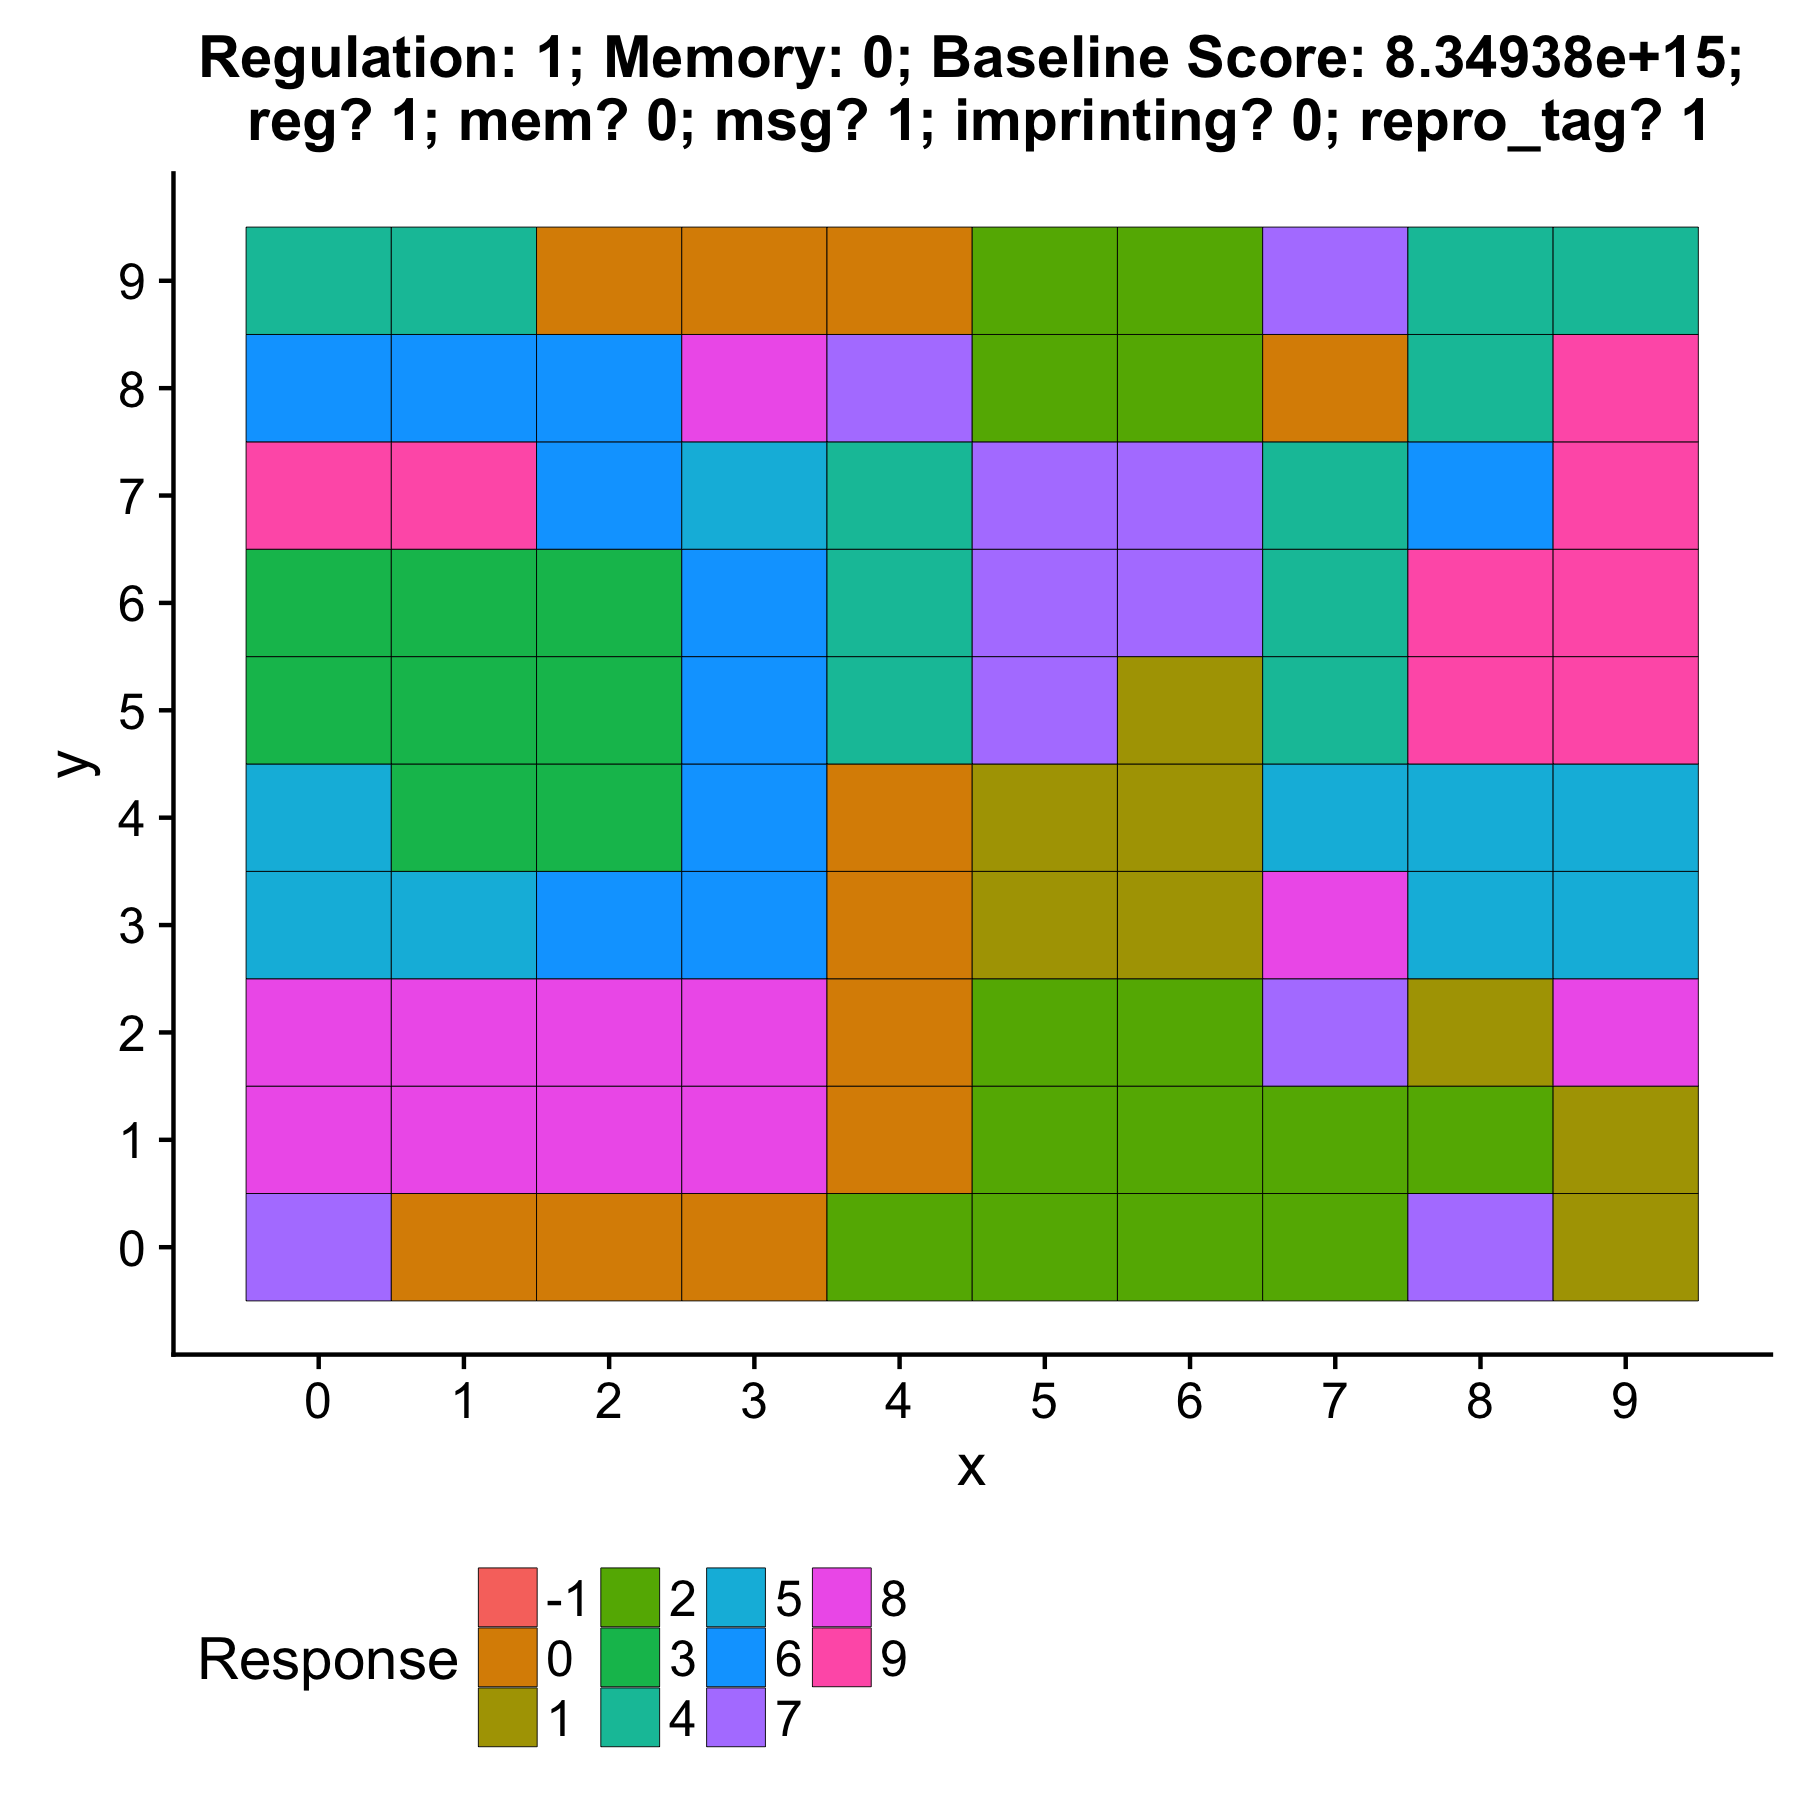 Regulation: 1; Memory: 0; Baseline Score: 8.34938e+15;
reg? 1; mem? 0; msg? 1; imprinting? 0; repro_tag? 1
9
8
7
6
5
4
3
2
1
0
y
0 1 2 3 4 5 6 7 8 9
x
Response
-1 2 5 8
0 3 6 9
1 4 7